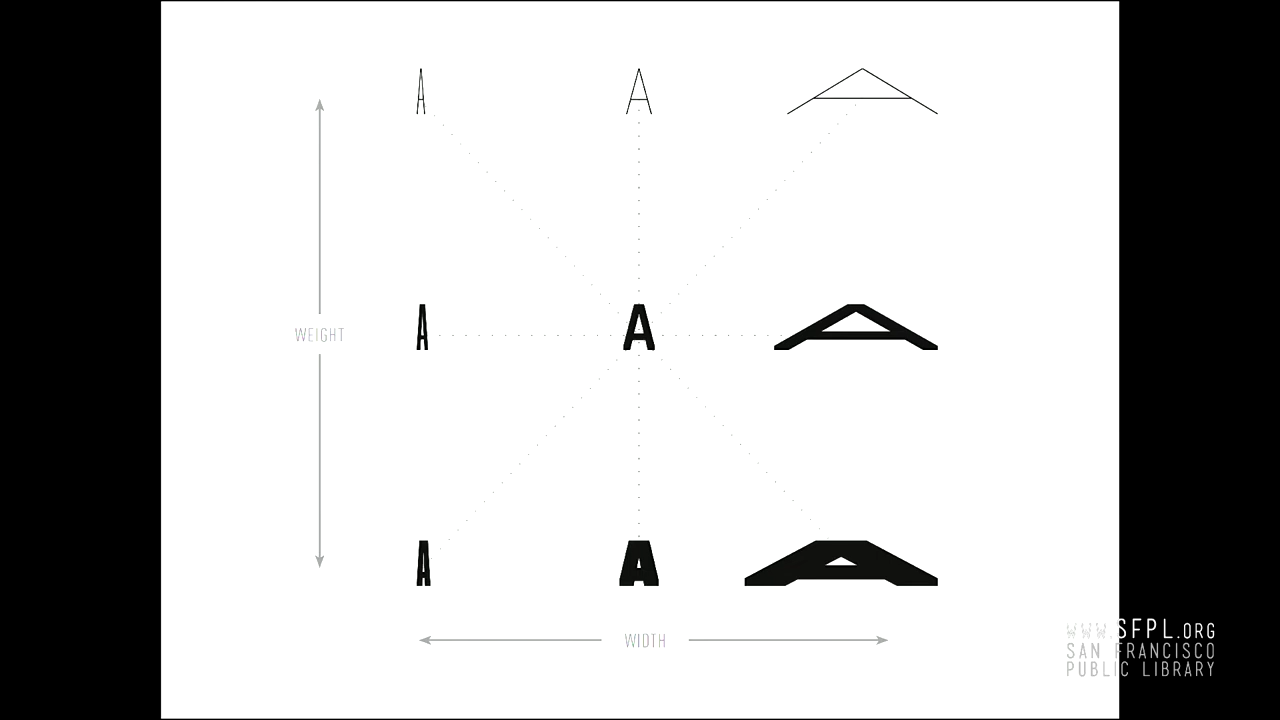 A A A
WEIGHT
A A A
A A A
WIDTH
WWW.SFPL.ORG
SAN FRANCISCO
PUBLIC LIBRARY